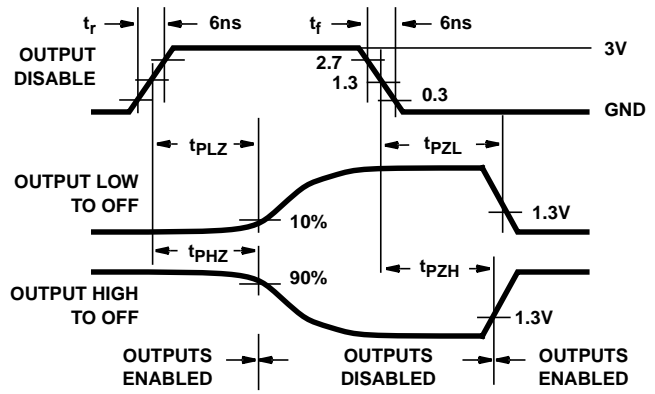 tr 6ns tf 6ns
OUTPUT
DISABLE
3V
2.7
1.3
0.3
GND
tPLZ tPZL
OUTPUT LOW
TO OFF
10%
1.3V
tPHZ tPZH
OUTPUT HIGH
TO OFF
90%
1.3V
OUTPUTS
ENABLED
OUTPUTS
DISABLED
OUTPUTS
ENABLED